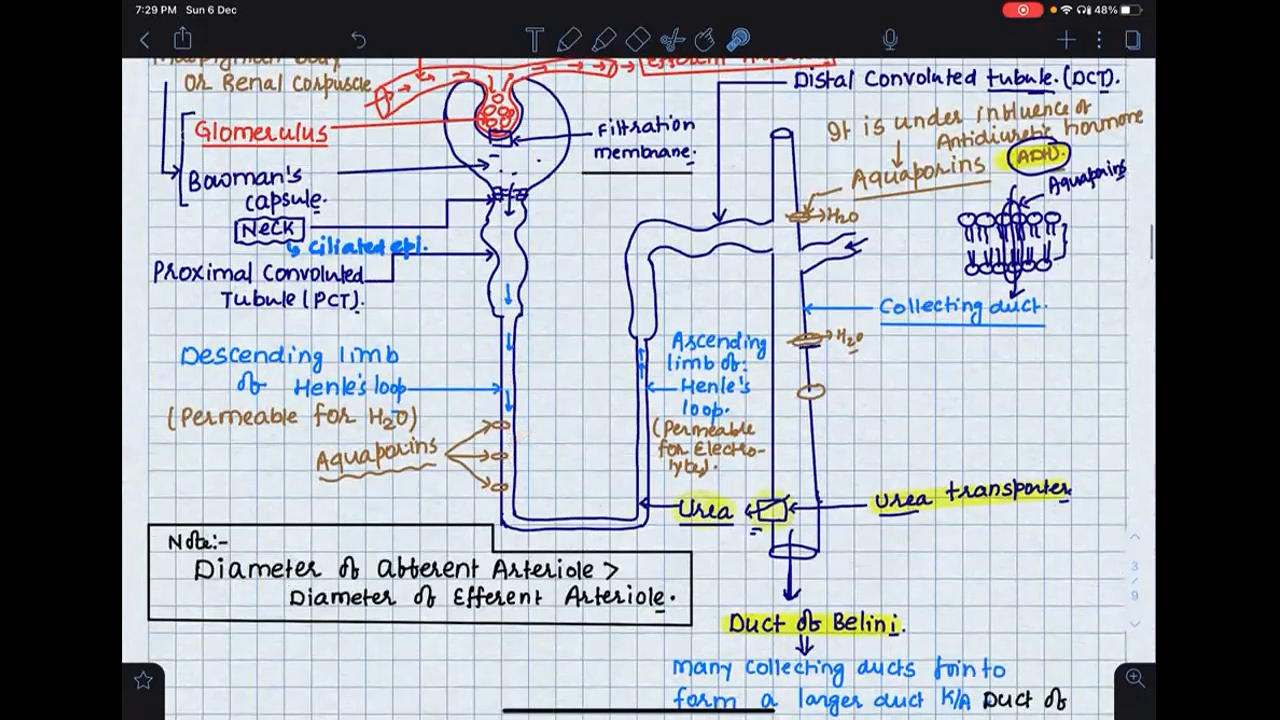 7:29 PM Sun 6 Dec
48%
Or Renal corpuscle
Glomerulus
Bowman's
capsule.
Neck
ciliated epi.
Proximal Convoluted
Tubule (PCT).
Descending limb
of Henle's loop
(Permeable for H2O)
Aquaporins
Filtration
membrane.
Distal Convoluted tubule. (DCT).
It is under influence of
Antidiuretic hormone
ADH.
Aquaporins
Aquaporins
H2O
Collecting duct.
H2O
Ascending
limb of
Henle's
loop.
(Permeable
for Electro-
lytes).
Urea
Urea transporter
Note:-
Diameter of afferent Arteriole >
Diameter of Efferent Arteriole.
Duct of Belini.
many collecting ducts join to
form a larger duct K/A Duct of
3
/
9